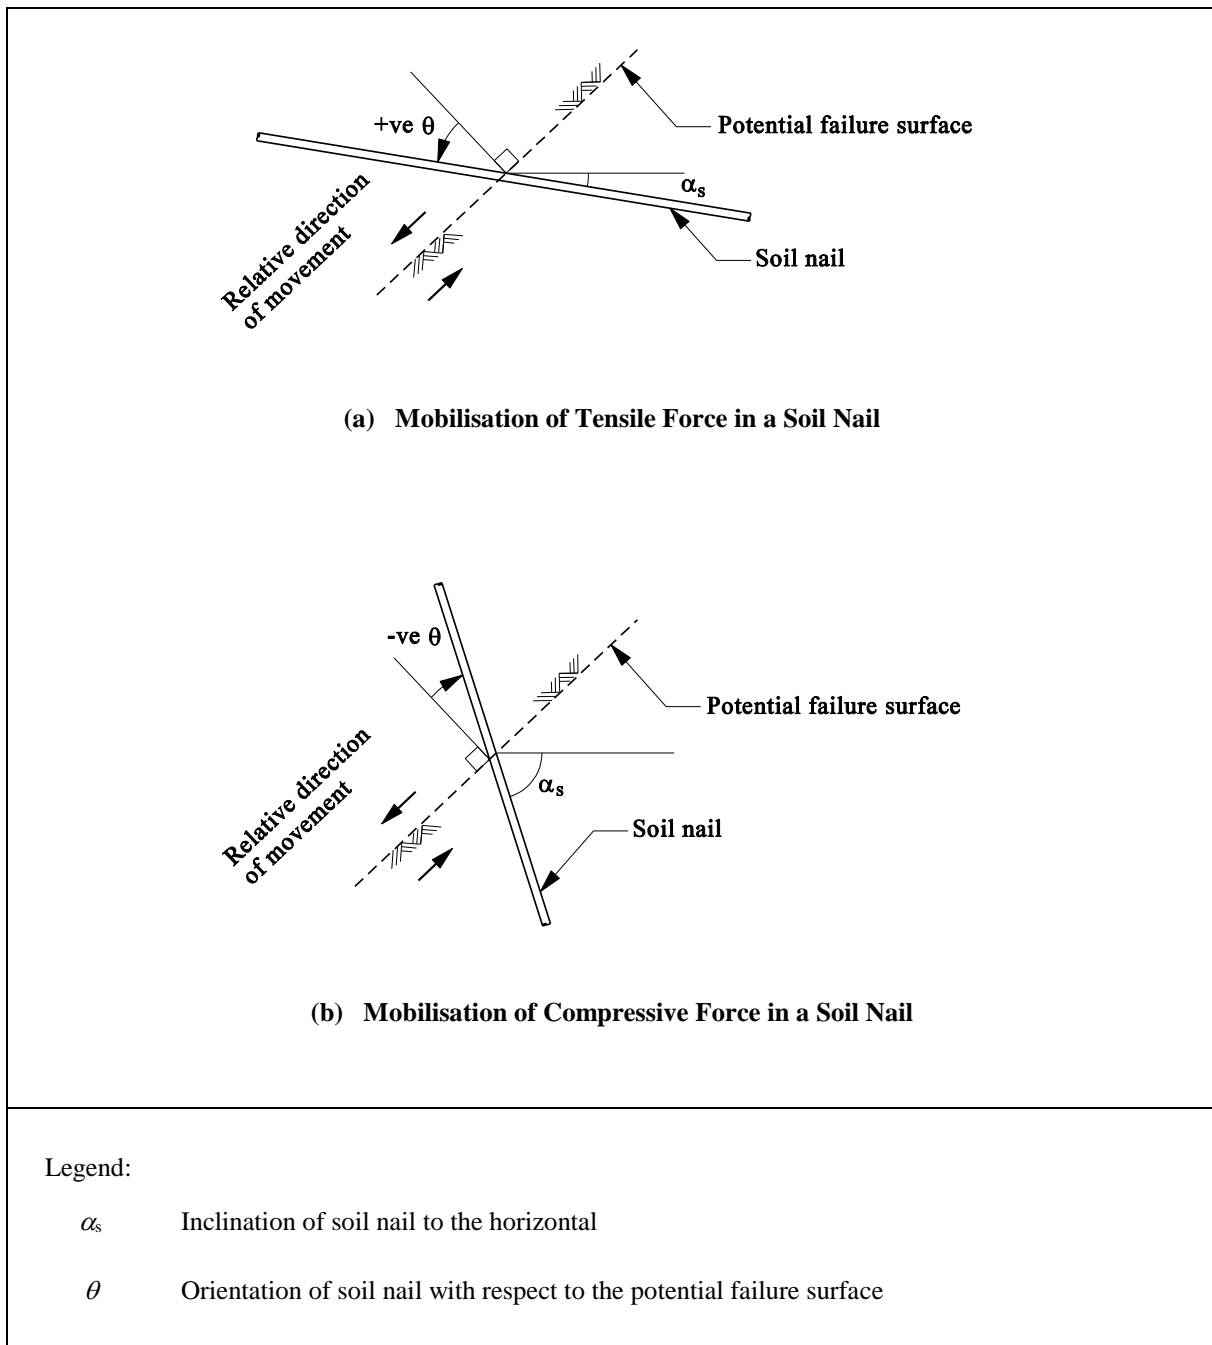 +ve θ
Potential failure surface
αs
Soil nail
Relative direction
of movement
(a) Mobilisation of Tensile Force in a Soil Nail
-ve θ
Potential failure surface
αs
Soil nail
Relative direction
of movement
(b) Mobilisation of Compressive Force in a Soil Nail
Legend:
αs Inclination of soil nail to the horizontal
θ Orientation of soil nail with respect to the potential failure surface